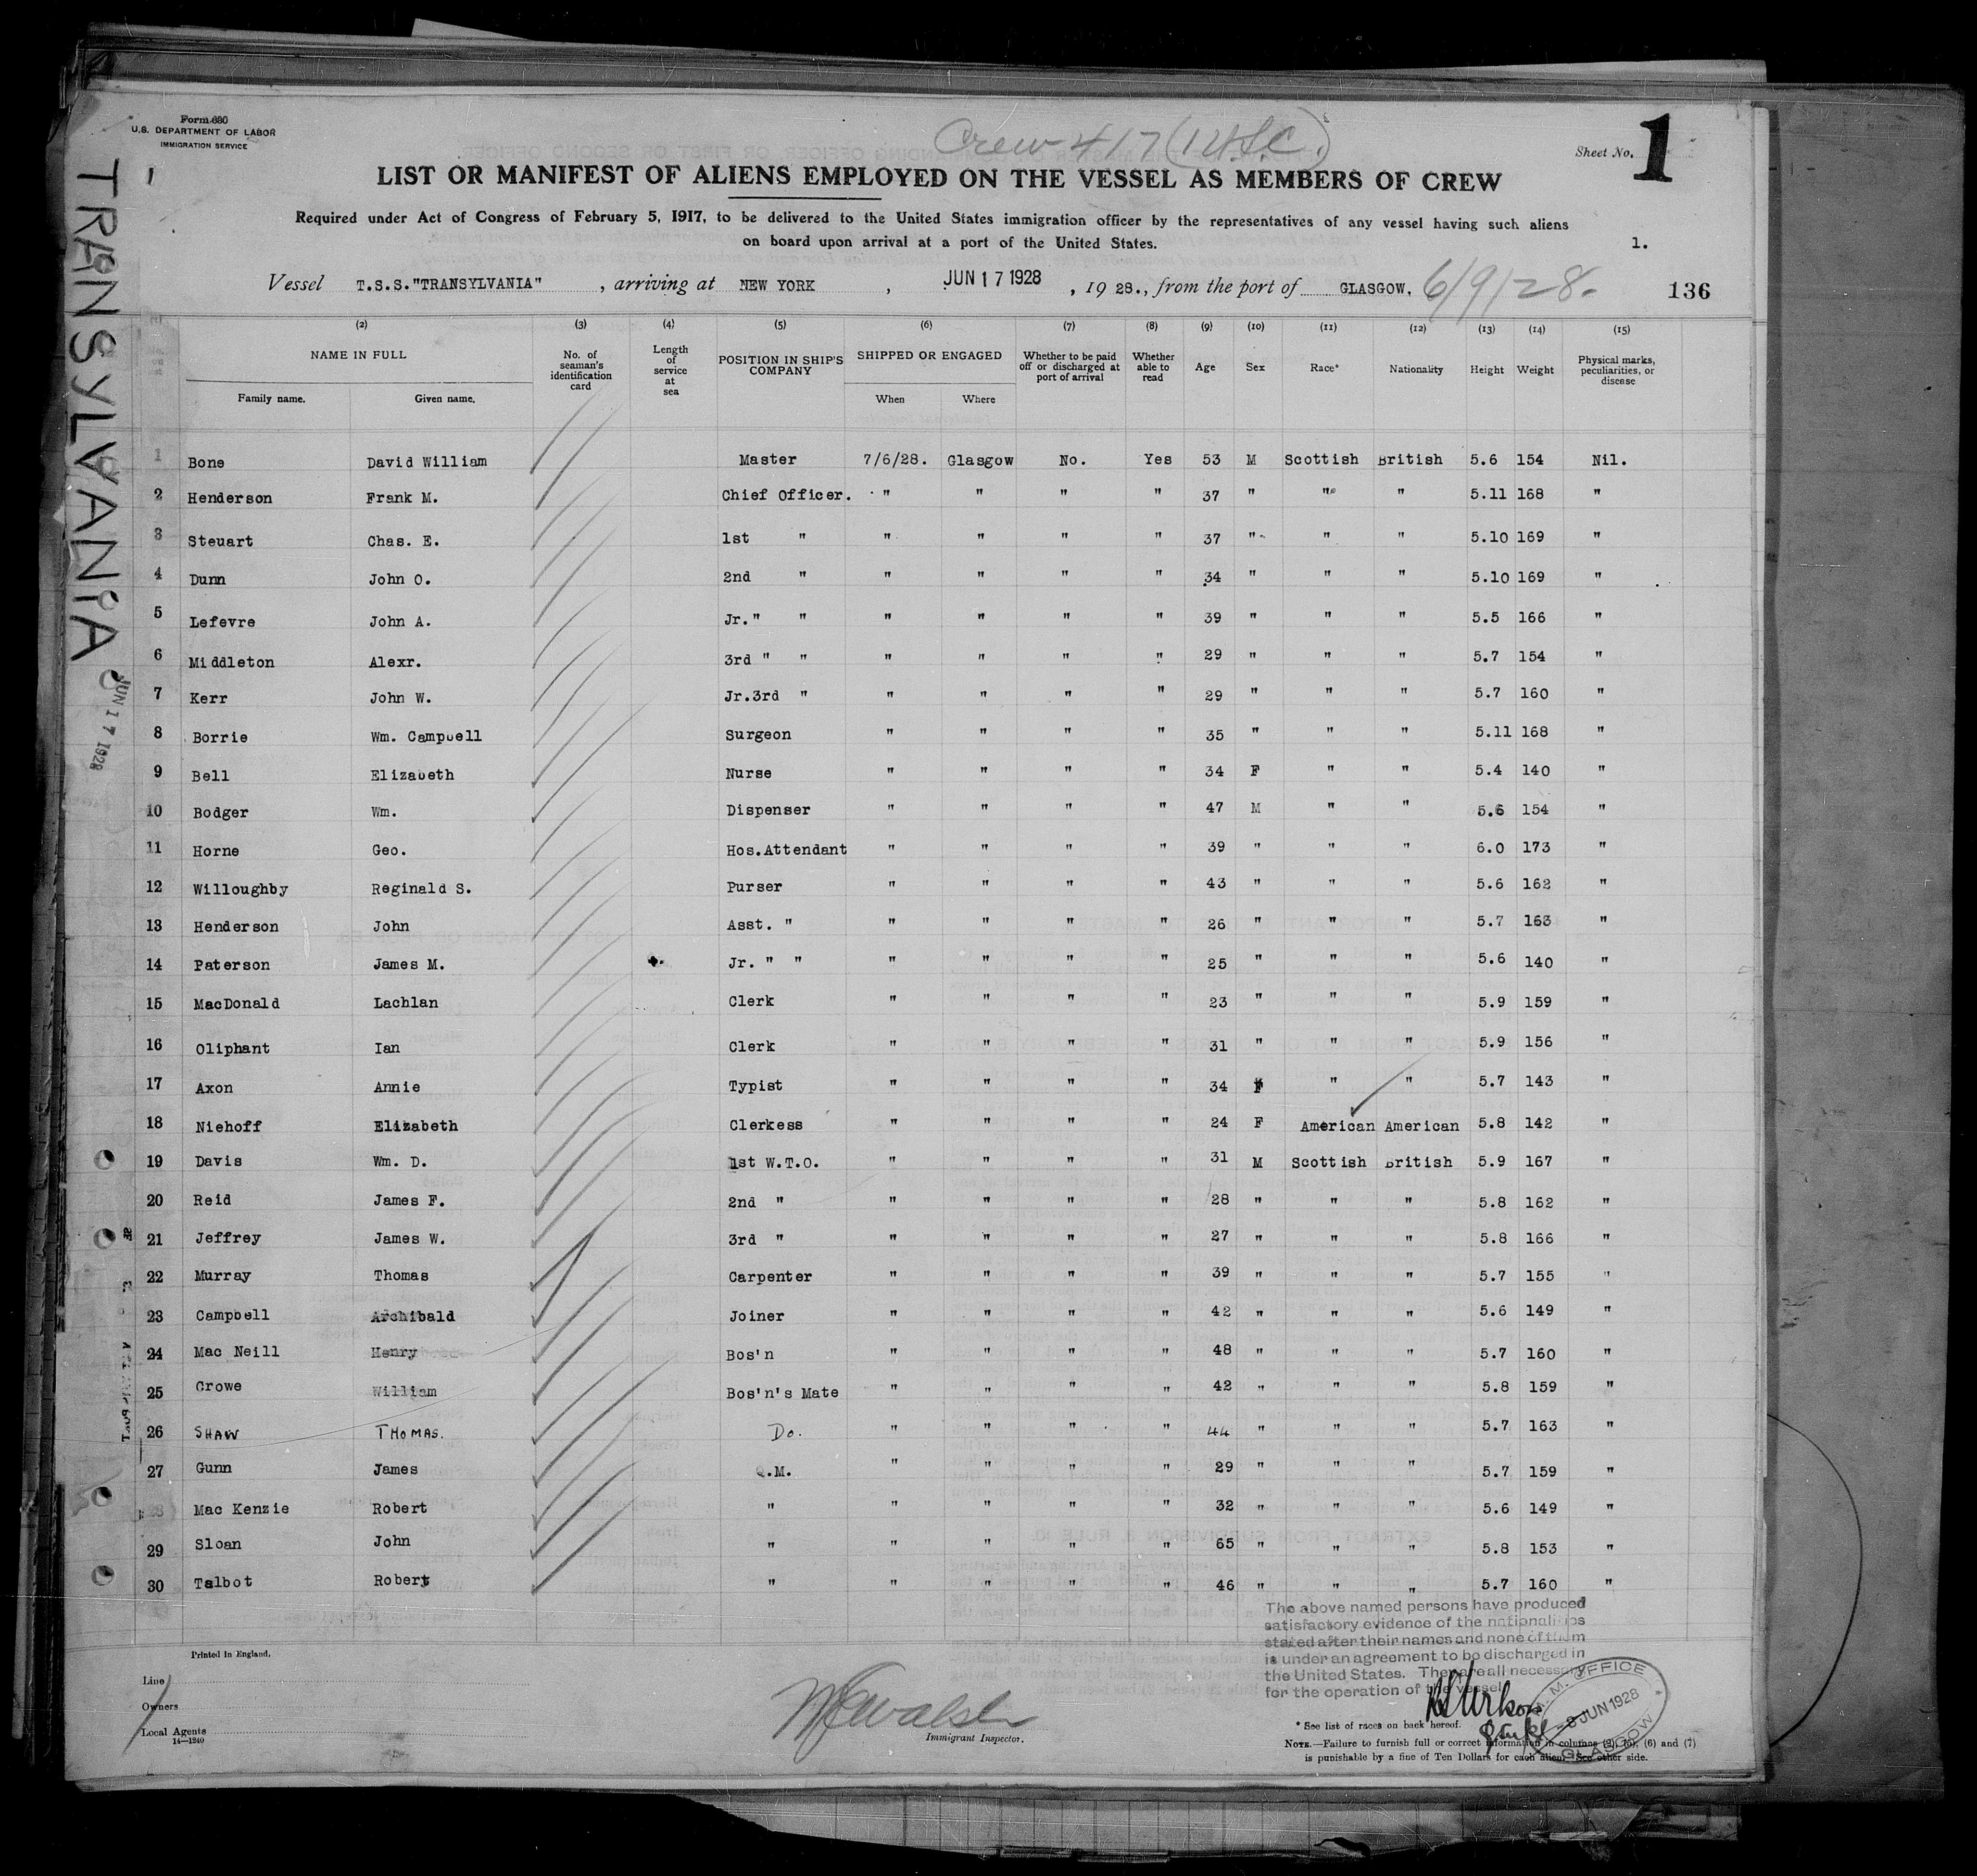 Form 680
U.S. DEPARTMENT OF LABOR
IMMIGRATION SERVICE
Crew 417
Sheet No. 1
LIST OR MANIFEST OF ALIENS EMPLOYED ON THE VESSEL AS MEMBERS OF CREW
Required under Act of Congress of February 5, 1917, to be delivered to the United States immigration officer by the representatives of any vessel having such aliens
on board upon arrival at a port of the United States.
1.
Vessel T.S.S."TRANSYLVANIA" , arriving at NEW YORK , JUN 17 1928 , 19 28., from the port of GLASGOW. 6/9/28. 136
TRANSYLVANIA
JUN 17 1928
(2) (3) (4) (5) (6) (7) (8) (9) (10) (11) (12) (13) (14) (15)
NAME IN FULL
Family name. Given name.
No. of seaman's identification card
Length of service at sea
POSITION IN SHIP'S COMPANY
SHIPPED OR ENGAGED
When Where
Whether to be paid off or discharged at port of arrival
Whether able to read
Age Sex Race* Nationality Height Weight
Physical marks, peculiarities, or disease
1 Bone David William Master 7/6/28. Glasgow No. Yes 53 M Scottish British 5.6 154 Nil.
2 Henderson Frank M. Chief Officer. " " " " 37 " " " 5.11 168 "
3 Steuart Chas. E. 1st " " " " " 37 " " " 5.10 169 "
4 Dunn John O. 2nd " " " " " 34 " " " 5.10 169 "
5 Lefevre John A. Jr." " " " " " 39 " " " 5.5 166 "
6 Middleton Alexr. 3rd " " " " " " 29 " " " 5.7 154 "
7 Kerr John W. Jr.3rd " " " " " 29 " " " 5.7 160 "
8 Borrie Wm. Campbell Surgeon " " " " 35 " " " 5.11 168 "
9 Bell Elizabeth Nurse " " " " 34 F " " 5.4 140 "
10 Bodger Wm. Dispenser " " " " 47 M " " 5.6 154 "
11 Horne Geo. Hos.Attendant " " " " 39 " " " 6.0 173 "
12 Willoughby Reginald S. Purser " " " " 43 " " " 5.6 162 "
13 Henderson John Asst. " " " " " 26 " " " 5.7 163 "
14 Paterson James M. Jr. " " " " " " 25 " " " 5.6 140 "
15 MacDonald Lachlan Clerk " " " " 23 " " " 5.9 159 "
16 Oliphant Ian Clerk " " " " 31 " " " 5.9 156 "
17 Axon Annie Typist " " " " 34 F " " 5.7 143 "
18 Niehoff Elizabeth Clerkess " " " " 24 F American American 5.8 142 "
19 Davis Wm. D. 1st W.T.O. " " " " 31 M Scottish British 5.9 167 "
20 Reid James F. 2nd " " " " " 28 " " " 5.8 162 "
21 Jeffrey James W. 3rd " " " " " 27 " " " 5.8 166 "
22 Murray Thomas Carpenter " " " " 39 " " " 5.7 155 "
23 Campbell Archibald Joiner " " " " 42 " " " 5.6 149 "
24 Mac Neill Henry Bos'n " " " " 48 " " " 5.7 160 "
25 Crowe William Bos'n's Mate " " " " 42 " " " 5.8 159 "
26 SHAW THOMAS. Do. " " " " 44 " " " 5.7 163 "
27 Gunn James Q.M. " " " " 29 " " " 5.7 159 "
28 Mac Kenzie Robert " " " " " 32 " " " 5.6 149 "
29 Sloan John " " " " " 65 " " " 5.8 153 "
30 Talbot Robert " " " " " 46 " " " 5.7 160 "
The above named persons have produced
satisfactory evidence of the nationalities
stated after their names and none of them
is under an agreement to be discharged in
the United States. They are all necessary
for the operation of the vessel
Printed in England.
Line
Owners
Local Agents
14—1240
Immigrant Inspector.
M. M. OFFICE
-8 JUN 1928
GLASGOW
* See list of races on back hereof.
NOTE.—Failure to furnish full or correct information in columns (2), (5), (6) and (7)
is punishable by a fine of Ten Dollars for each alien. See other side.